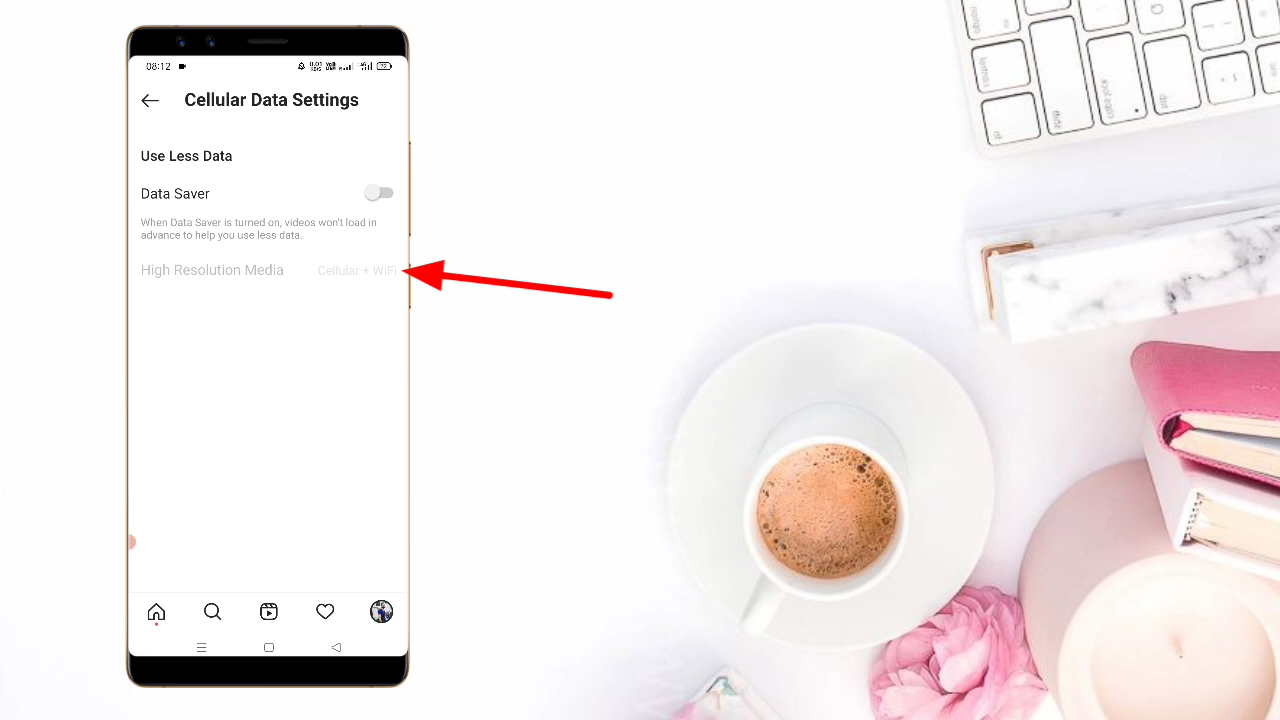 08:12
Cellular Data Settings
Use Less Data
Data Saver
When Data Saver is turned on, videos won't load in
advance to help you use less data.
High Resolution Media Cellular + WiFi